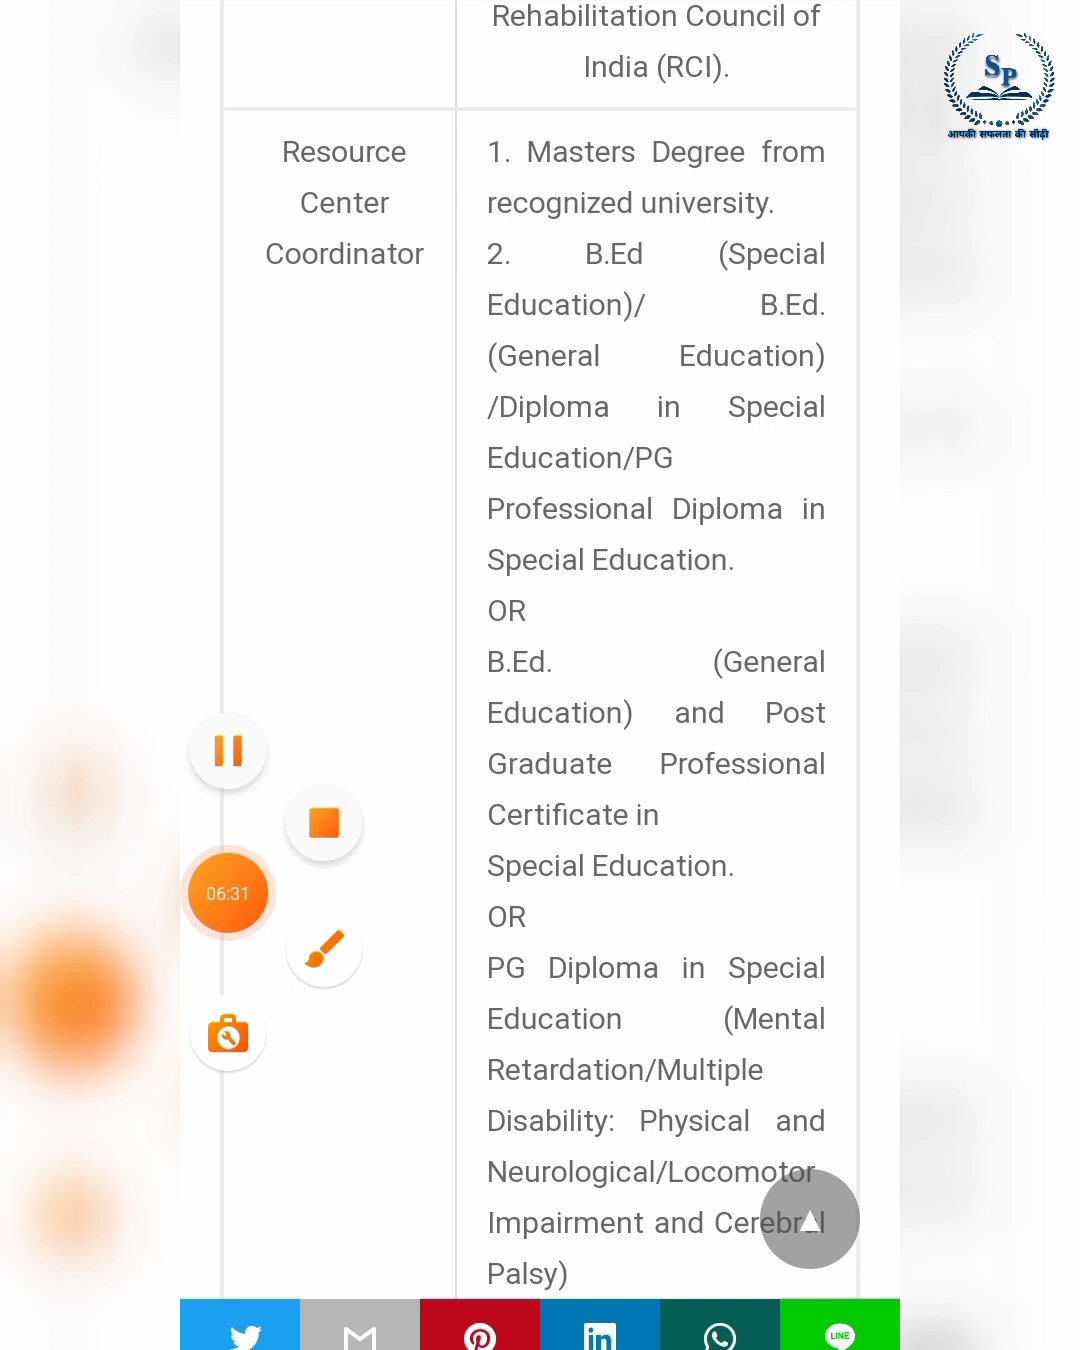 Rehabilitation Council of
India (RCI).
Resource
Center
Coordinator
1. Masters Degree from
recognized university.
2. B.Ed (Special
Education)/ B.Ed.
(General Education)
/Diploma in Special
Education/PG
Professional Diploma in
Special Education.
OR
B.Ed. (General
Education) and Post
Graduate Professional
Certificate in
Special Education.
OR
PG Diploma in Special
Education (Mental
Retardation/Multiple
Disability: Physical and
Neurological/Locomotor
Impairment and Cerebral
Palsy)
06:31
SP
आपकी सफलता की सीढ़ी
LINE